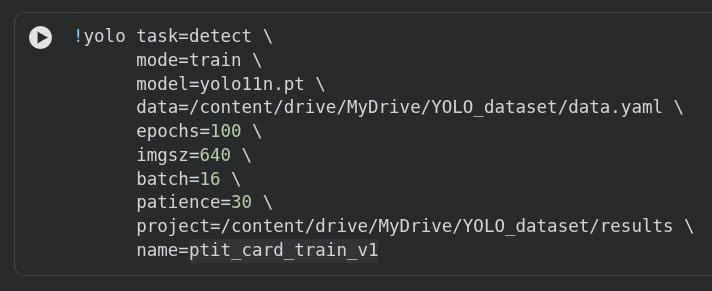 !yolo task=detect \
mode=train \
model=yolo11n.pt \
data=/content/drive/MyDrive/YOLO_dataset/data.yaml \
epochs=100 \
imgsz=640 \
batch=16 \
patience=30 \
project=/content/drive/MyDrive/YOLO_dataset/results \
name=ptit_card_train_v1